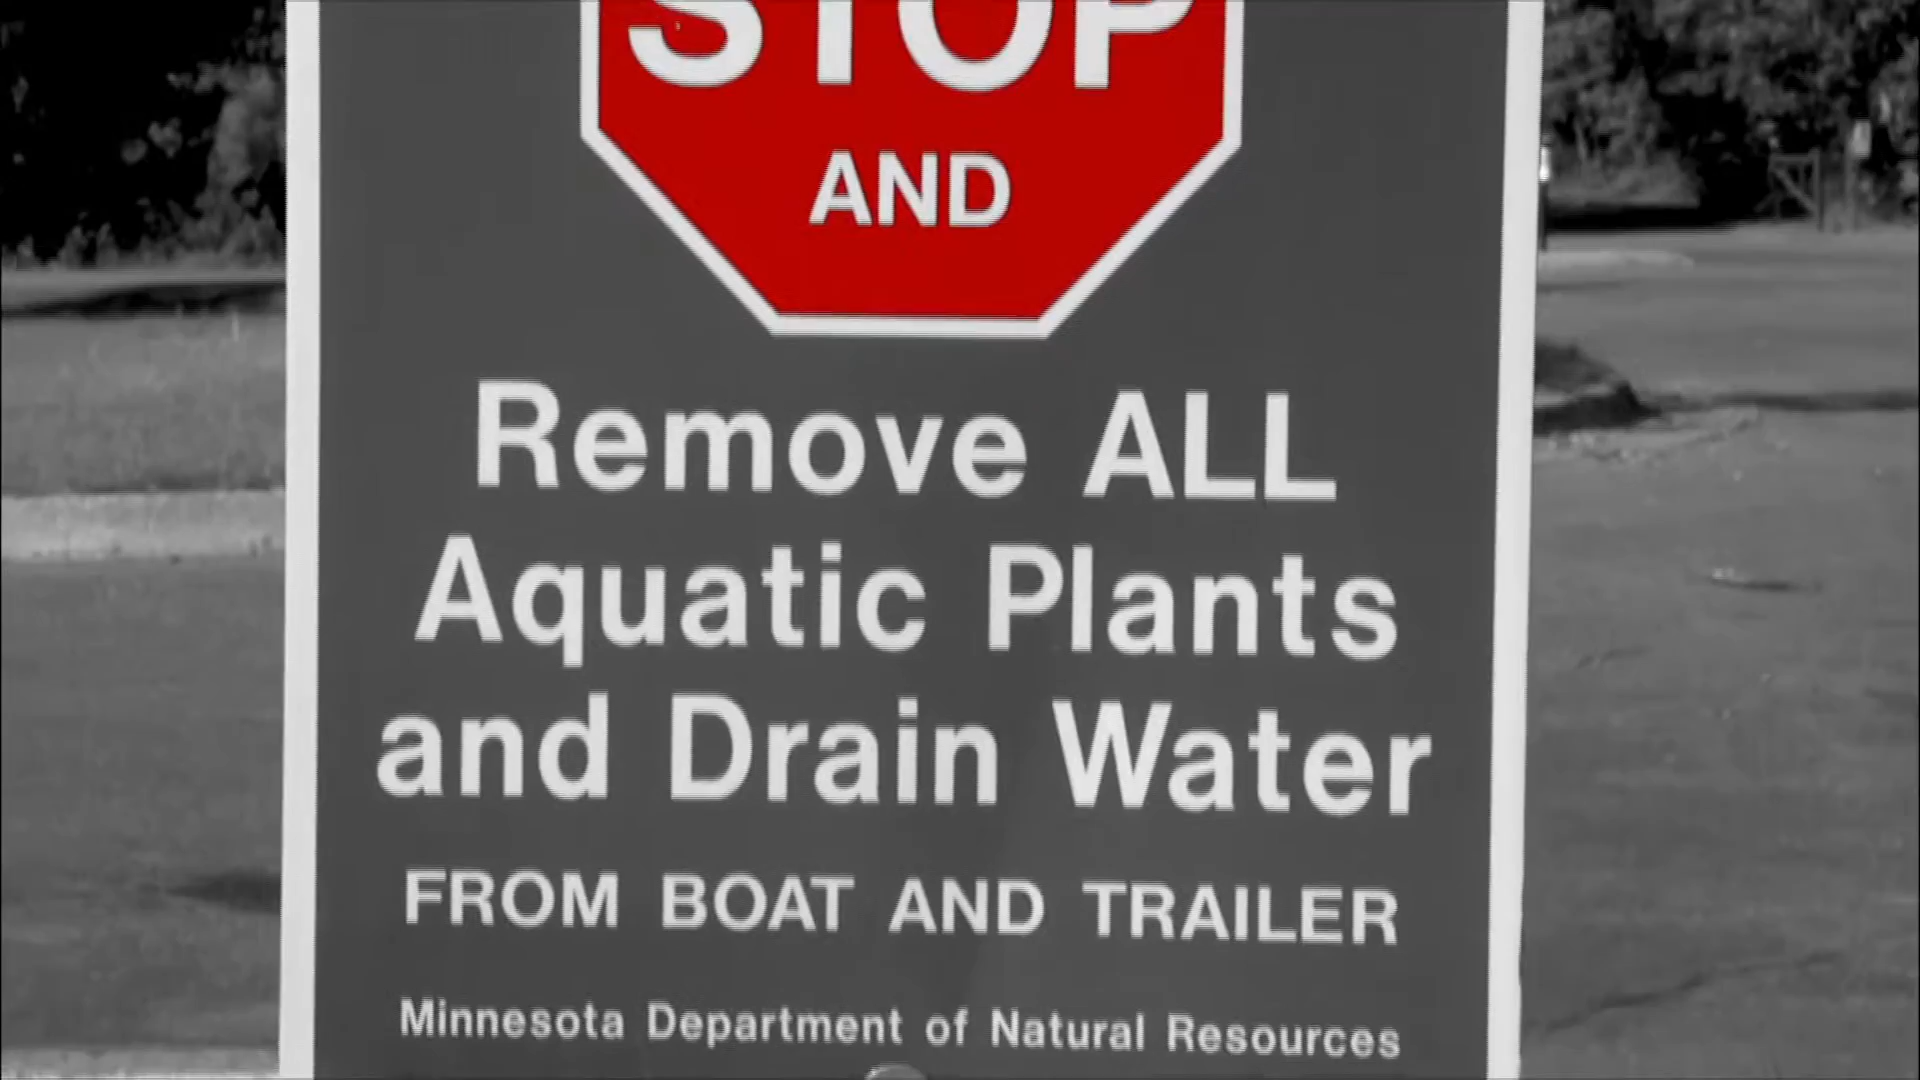 STOP
AND
Remove ALL
Aquatic Plants
and Drain Water
FROM BOAT AND TRAILER
Minnesota Department of Natural Resources